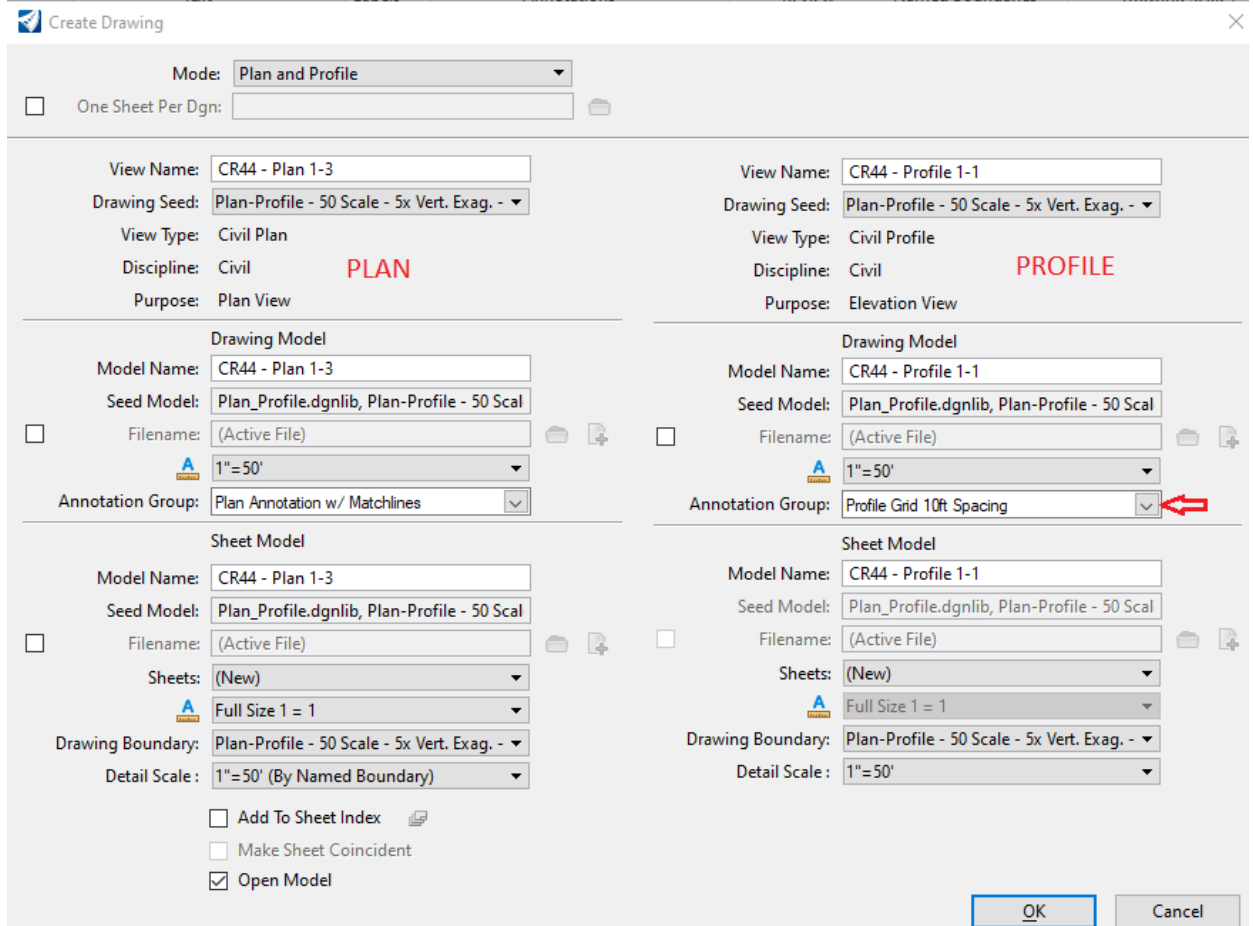 Create Drawing
Mode: Plan and Profile
One Sheet Per Dgn:
View Name: CR44 - Plan 1-3
Drawing Seed: Plan-Profile - 50 Scale - 5x Vert. Exag. -
View Type: Civil Plan
Discipline: Civil
PLAN
Purpose: Plan View
Drawing Model
Model Name: CR44 - Plan 1-3
Seed Model: Plan_Profile.dgnlib, Plan-Profile - 50 Scal
Filename: (Active File)
A 1"=50'
Annotation Group: Plan Annotation w/ Matchlines
Sheet Model
Model Name: CR44 - Plan 1-3
Seed Model: Plan_Profile.dgnlib, Plan-Profile - 50 Scal
Filename: (Active File)
Sheets: (New)
A Full Size 1 = 1
Drawing Boundary: Plan-Profile - 50 Scale - 5x Vert. Exag. -
Detail Scale : 1"=50' (By Named Boundary)
Add To Sheet Index
Make Sheet Coincident
Open Model
View Name: CR44 - Profile 1-1
Drawing Seed: Plan-Profile - 50 Scale - 5x Vert. Exag. -
View Type: Civil Profile
Discipline: Civil
PROFILE
Purpose: Elevation View
Drawing Model
Model Name: CR44 - Profile 1-1
Seed Model: Plan_Profile.dgnlib, Plan-Profile - 50 Scal
Filename: (Active File)
A 1"=50'
Annotation Group: Profile Grid 10ft Spacing
Sheet Model
Model Name: CR44 - Profile 1-1
Seed Model: Plan_Profile.dgnlib, Plan-Profile - 50 Scal
Filename: (Active File)
Sheets: (New)
A Full Size 1 = 1
Drawing Boundary: Plan-Profile - 50 Scale - 5x Vert. Exag. -
Detail Scale : 1"=50'
OK Cancel